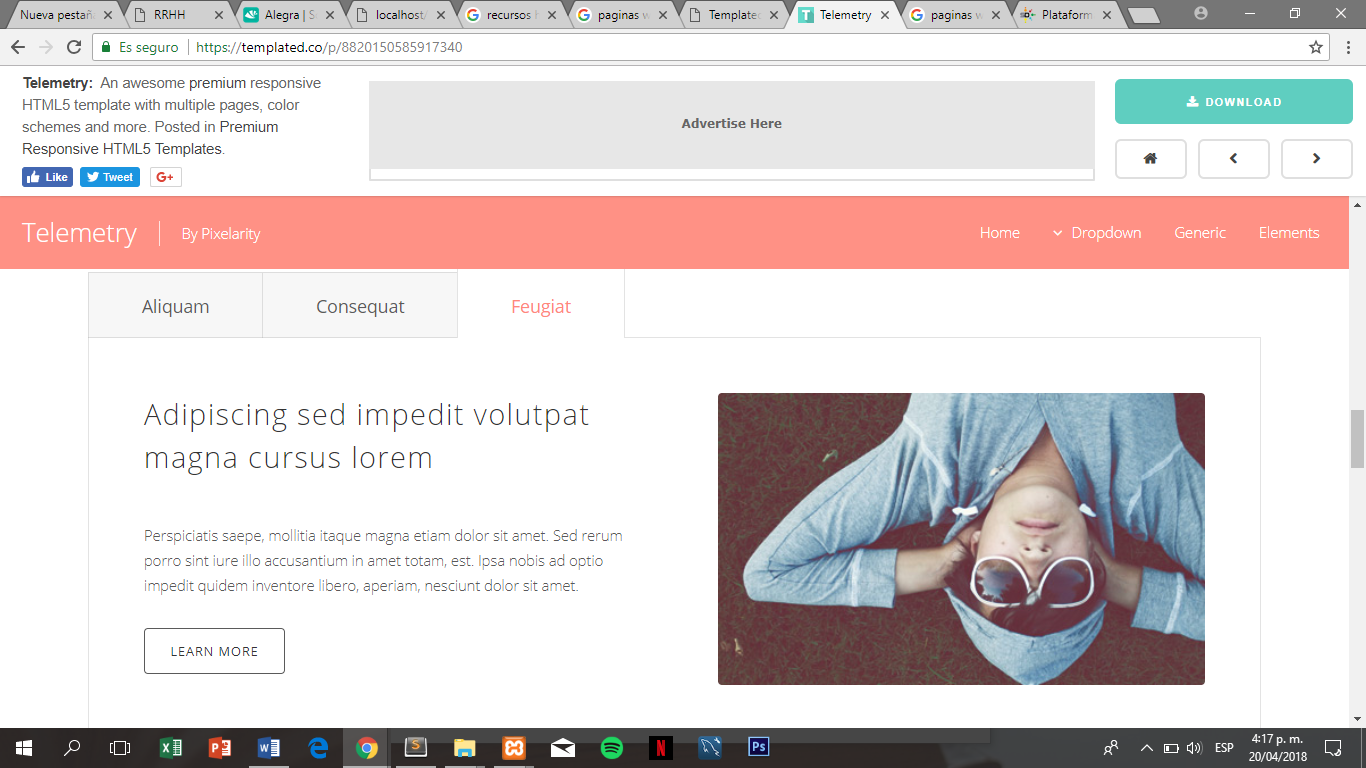 Nueva pestañ
RRHH
Alegra | S
localhost/
recursos h
paginas w
Templated
Telemetry
paginas w
Plataform
Es seguro
https://templated.co/p/8820150585917340
Telemetry: An awesome premium responsive
HTML5 template with multiple pages, color
schemes and more. Posted in Premium
Responsive HTML5 Templates.
Like
Tweet
G+
Advertise Here
DOWNLOAD
Telemetry
By Pixelarity
Home
Dropdown
Generic
Elements
Aliquam
Consequat
Feugiat
Adipiscing sed impedit volutpat
magna cursus lorem
Perspiciatis saepe, mollitia itaque magna etiam dolor sit amet. Sed rerum
porro sint iure illo accusantium in amet totam, est. Ipsa nobis ad optio
impedit quidem inventore libero, aperiam, nesciunt dolor sit amet.
LEARN MORE
ESP
4:17 p. m.
20/04/2018